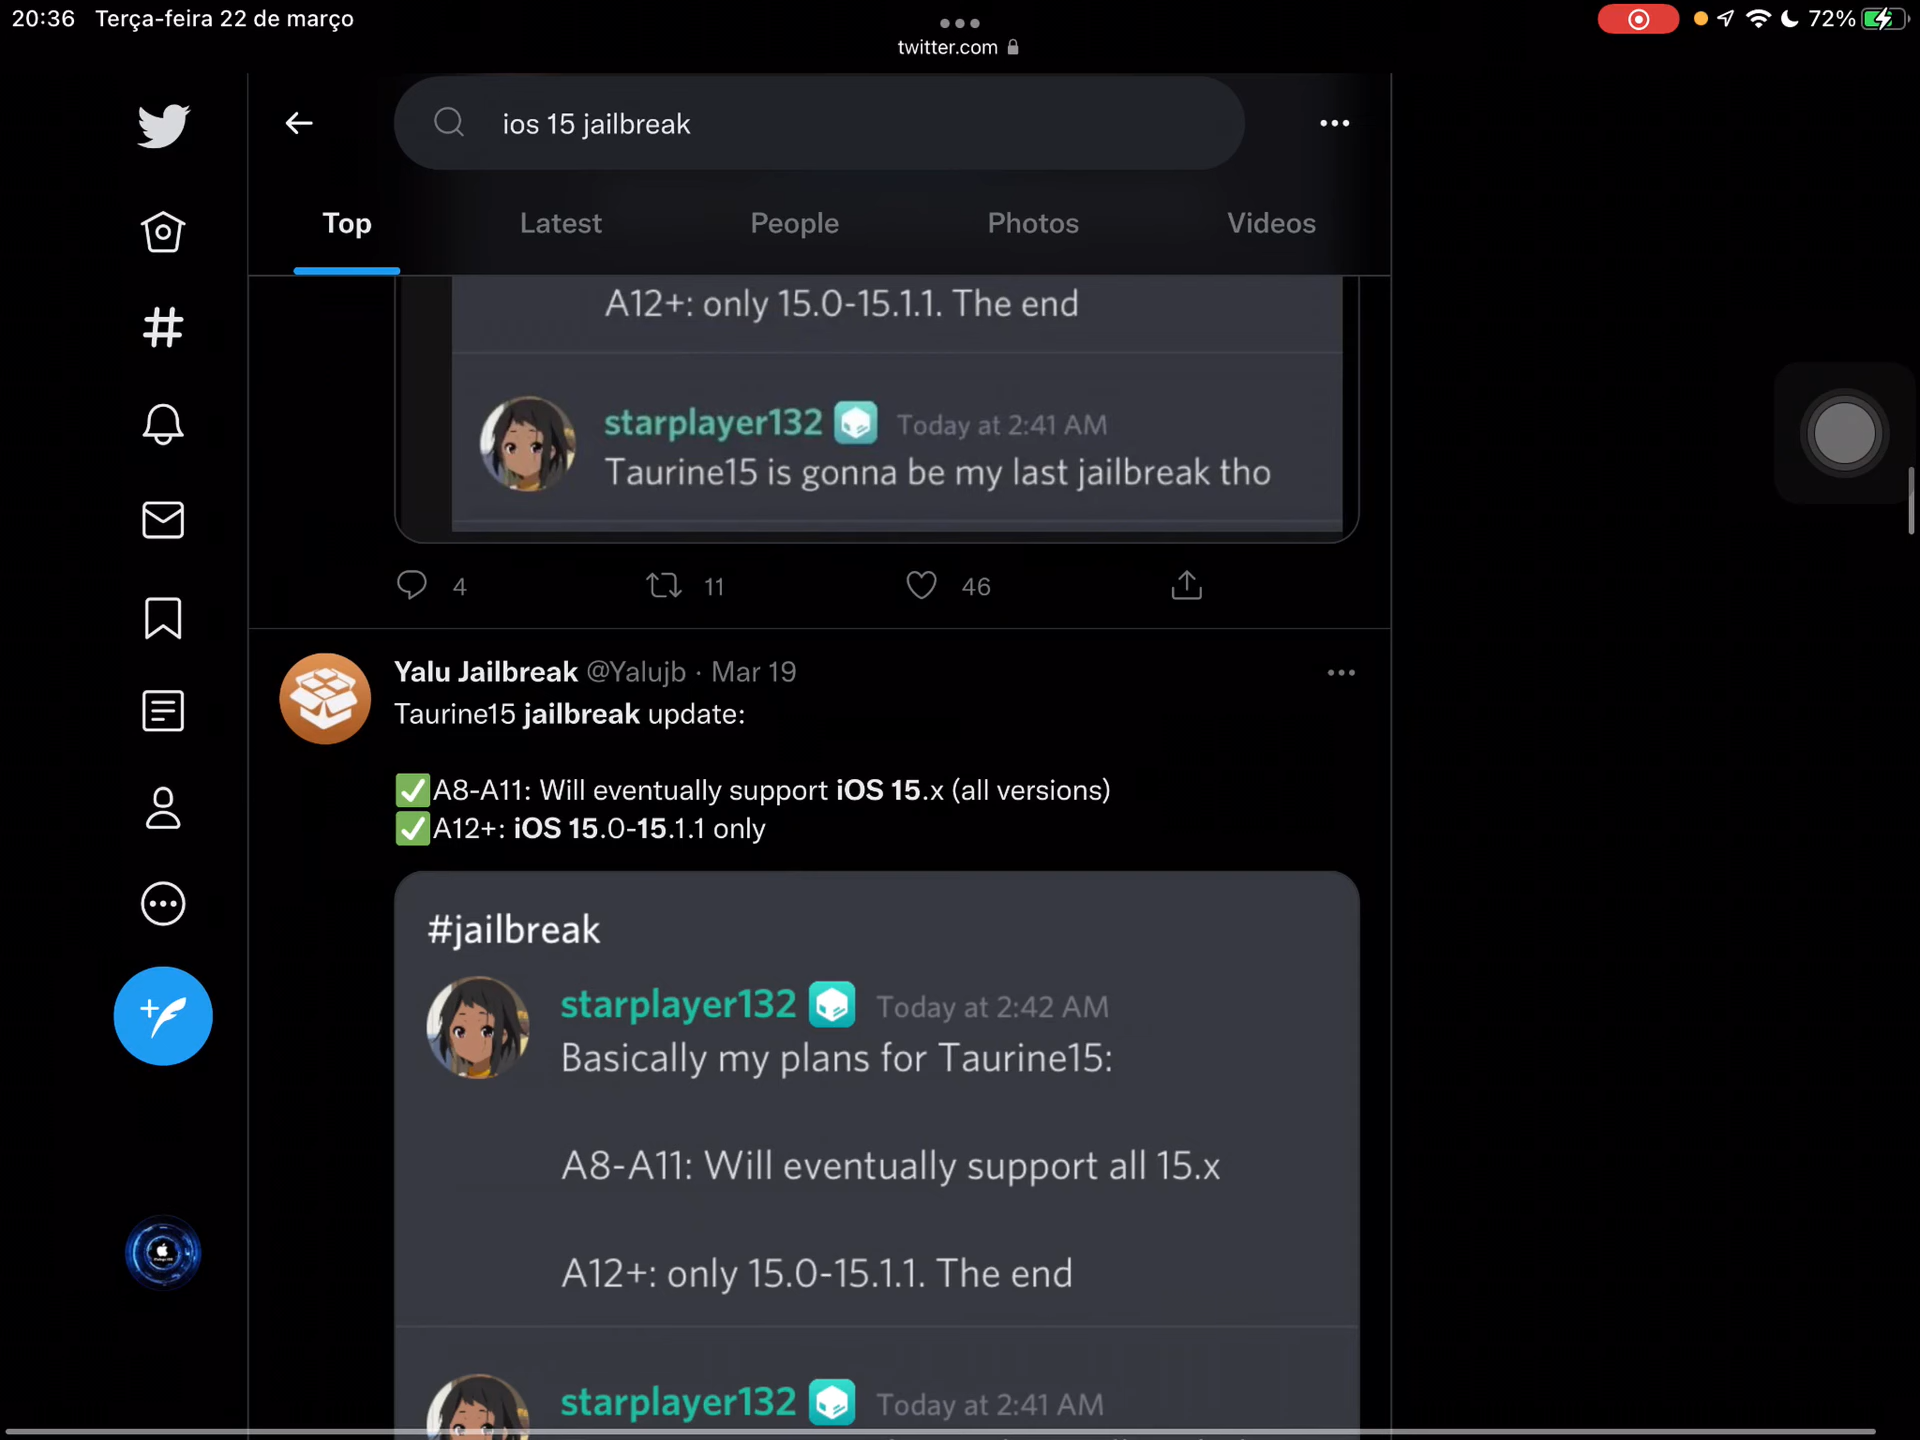 20:36 Terça-feira 22 de março
twitter.com
72%
ios 15 jailbreak
Top Latest People Photos Videos
A12+: only 15.0-15.1.1. The end
starplayer132 Today at 2:41 AM
Taurine15 is gonna be my last jailbreak tho
4 11 46
Yalu Jailbreak @Yalujb · Mar 19
Taurine15 jailbreak update:
✅A8-A11: Will eventually support iOS 15.x (all versions)
✅A12+: iOS 15.0-15.1.1 only
#jailbreak
starplayer132 Today at 2:42 AM
Basically my plans for Taurine15:
A8-A11: Will eventually support all 15.x
A12+: only 15.0-15.1.1. The end
starplayer132 Today at 2:41 AM